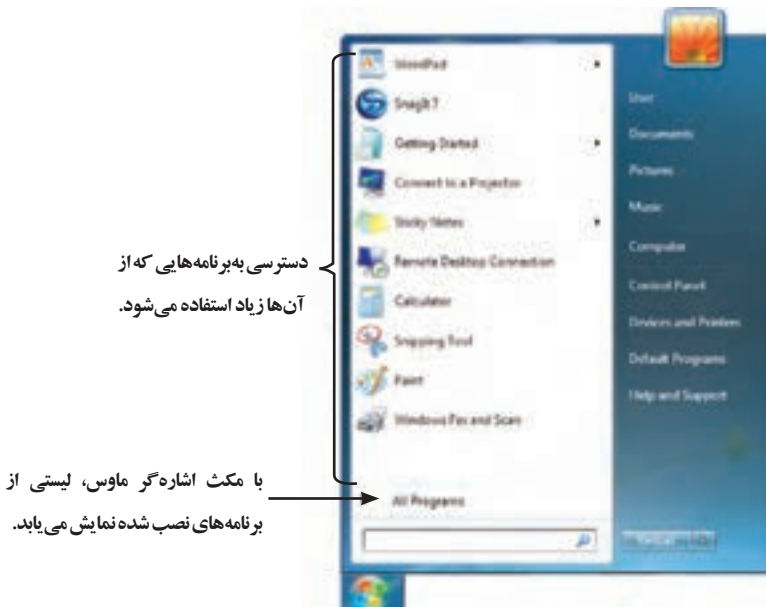 WordPad
SnagIt 7
Getting Started
Connect to a Projector
Sticky Notes
Remote Desktop Connection
Calculator
Snipping Tool
Paint
Windows Fax and Scan
All Programs
User
Documents
Pictures
Music
Computer
Control Panel
Devices and Printers
Default Programs
Help and Support
دسترسی به‌برنامه‌هایی که از
آن‌ها زیاد استفاده می‌شود.
با مکث اشاره‌گر ماوس، لیستی از
برنامه‌های نصب شده نمایش می‌یابد.